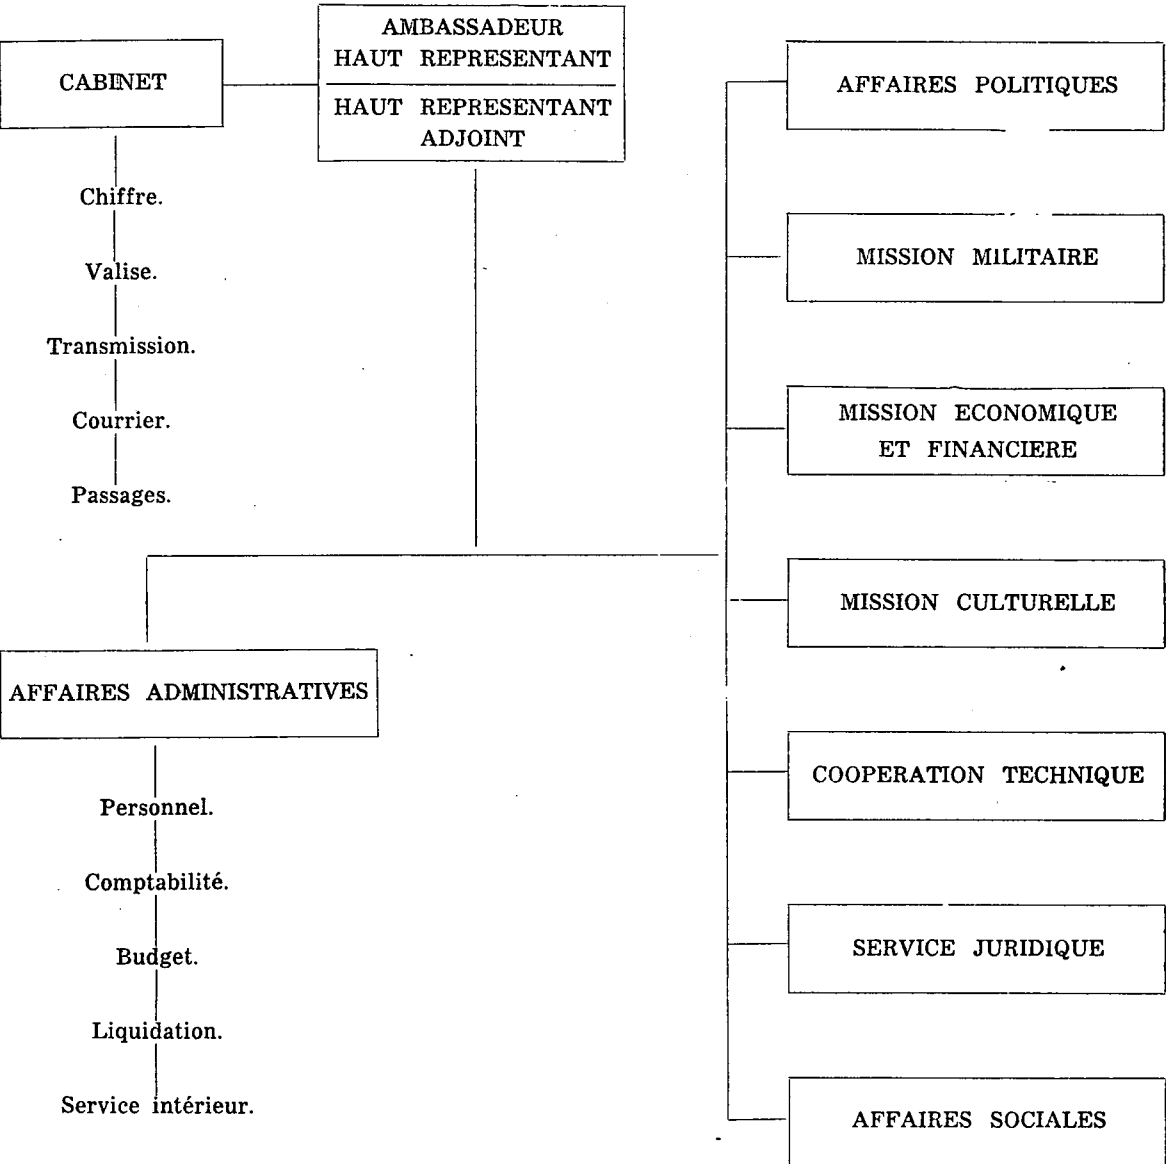 AMBASSADEUR
HAUT REPRESENTANT
HAUT REPRESENTANT
ADJOINT
CABINET
Chiffre.
Valise.
Transmission.
Courrier.
Passages.
AFFAIRES ADMINISTRATIVES
Personnel.
Comptabilité.
Budget.
Liquidation.
Service intérieur.
AFFAIRES POLITIQUES
MISSION MILITAIRE
MISSION ECONOMIQUE
ET FINANCIERE
MISSION CULTURELLE
COOPERATION TECHNIQUE
SERVICE JURIDIQUE
AFFAIRES SOCIALES